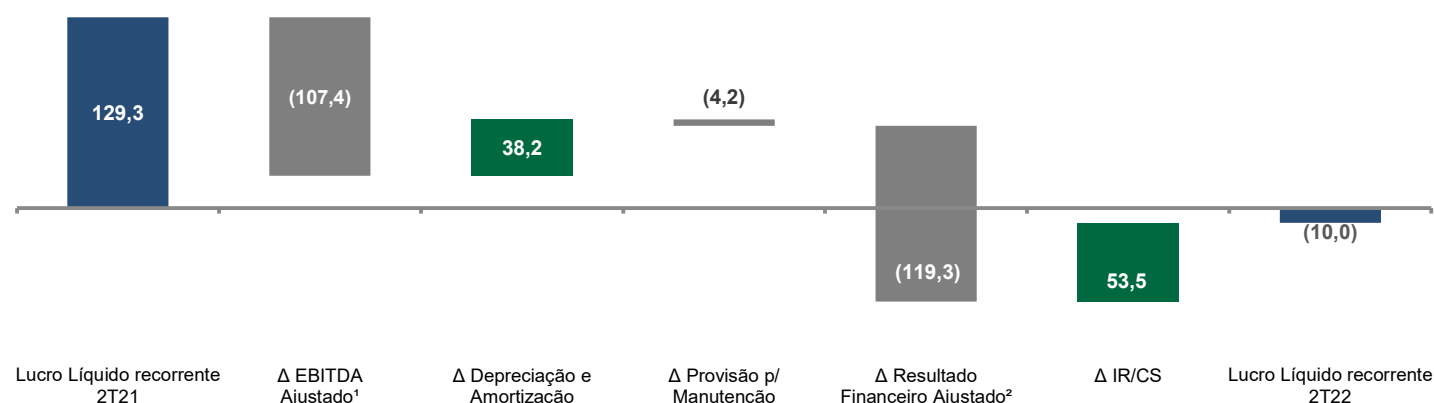 129,3
(107,4)
38,2
(4,2)
(119,3)
53,5
(10,0)
Lucro Líquido recorrente
2T21
Δ EBITDA
Ajustado¹
Δ Depreciação e
Amortização
Δ Provisão p/
Manutenção
Δ Resultado
Financeiro Ajustado²
Δ IR/CS
Lucro Líquido recorrente
2T22